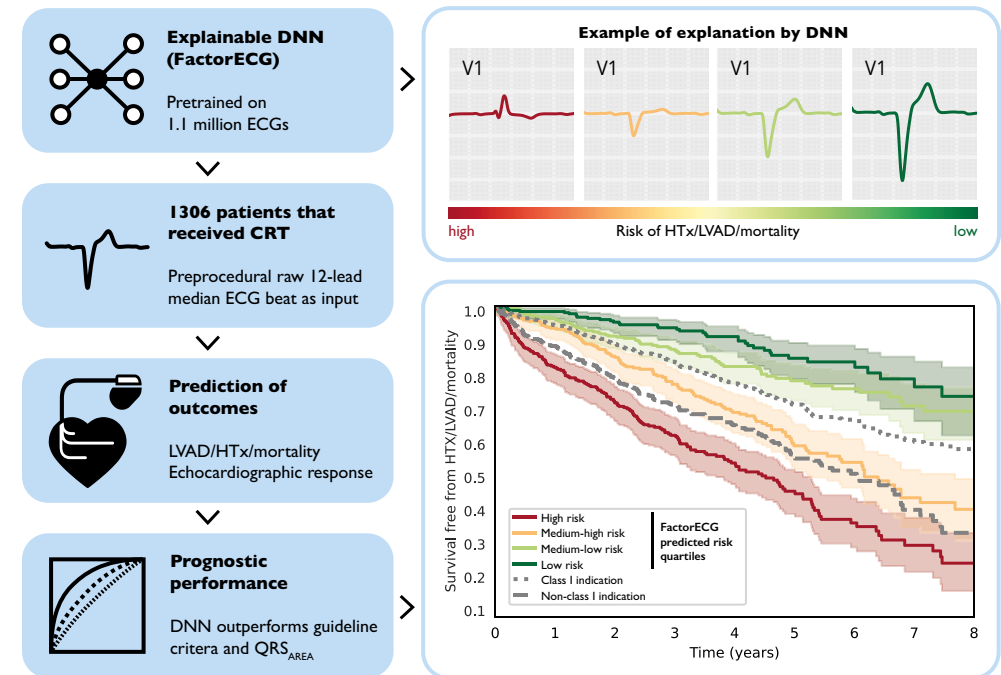 Explainable DNN
(FactorECG)
Pretrained on
1.1 million ECGs
1306 patients that
received CRT
Preprocedural raw 12-lead
median ECG beat as input
Prediction of
outcomes
LVAD/HTx/mortality
Echocardiographic response
Prognostic
performance
DNN outperforms guideline
critera and QRSAREA
Example of explanation by DNN
V1 V1 V1 V1
high Risk of HTx/LVAD/mortality low
Survival free from HTX/LVAD/mortality
1.0
0.9
0.8
0.7
0.6
0.5
0.4
0.3
0.2
0.1
High risk
Medium-high risk
Medium-low risk
Low risk
Class I indication
Non-class I indication
FactorECG
predicted risk
quartiles
0 1 2 3 4 5 6 7 8
Time (years)